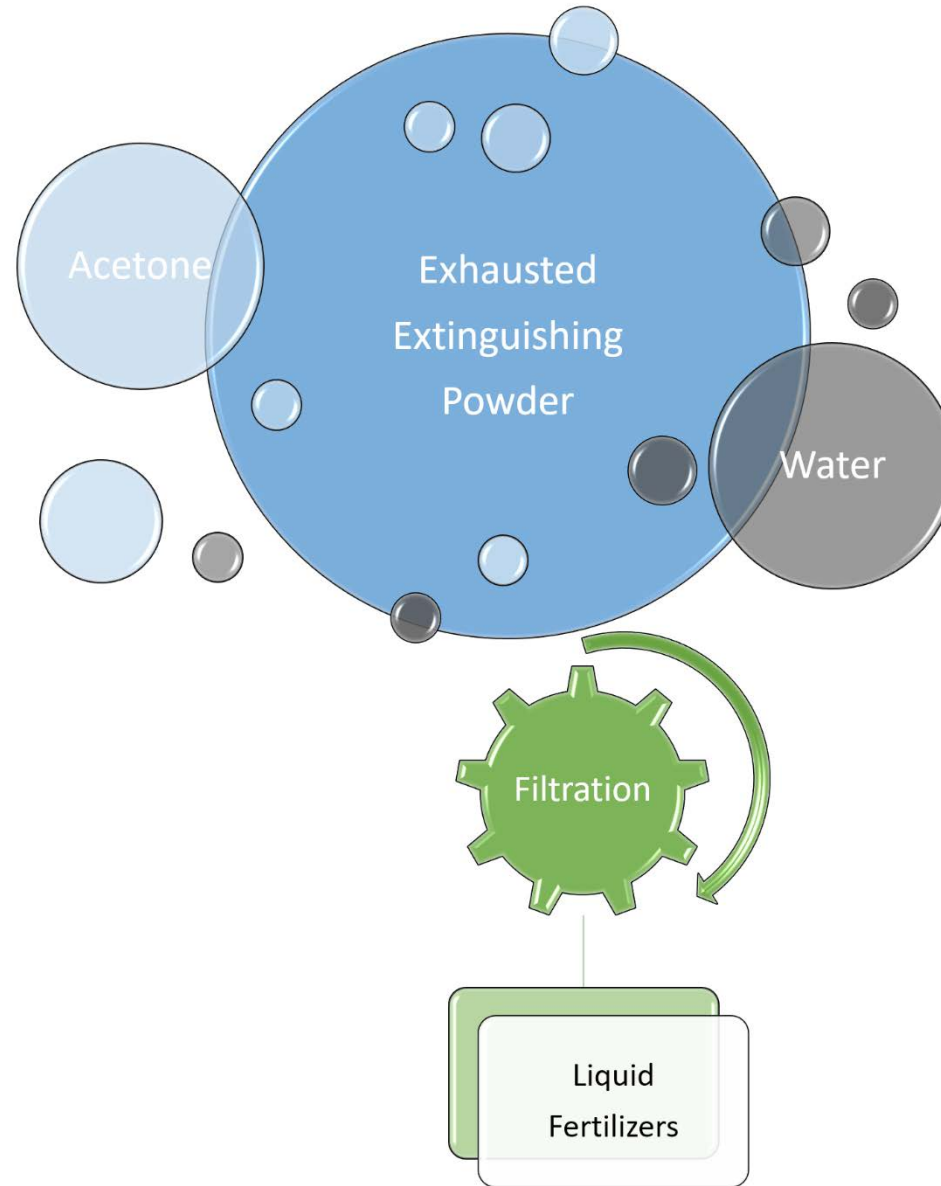 Acetone
Exhausted
Extinguishing
Powder
Water
Filtration
Liquid
Fertilizers